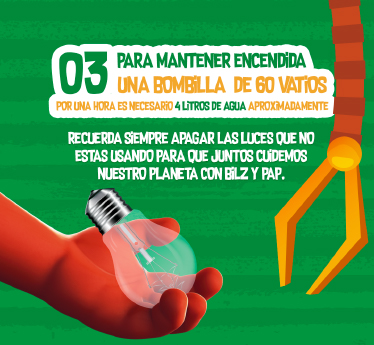 03
PARA MANTENER ENCENDIDA
UNA BOMBILLA DE 60 VATIOS
POR UNA HORA ES NECESARIO 4 LITROS DE AGUA APROXIMADAMENTE
RECUERDA SIEMPRE APAGAR LAS LUCES QUE NO
ESTAS USANDO PARA QUE JUNTOS CUIDEMOS
NUESTRO PLANETA CON BILZ Y PAP.